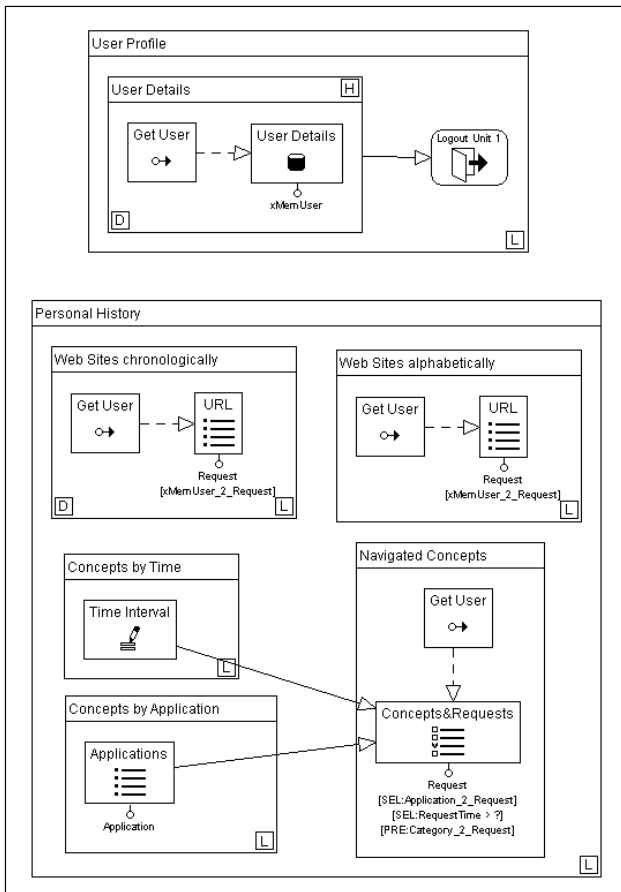 User Profile
User Details
H
Get User
User Details
xMemUser
D
Logout Unit 1
L
Personal History
Web Sites chronologically
Get User
URL
Request
[xMemUser_2_Request]
D
L
Web Sites alphabetically
Get User
URL
Request
[xMemUser_2_Request]
L
Concepts by Time
Time Interval
L
Concepts by Application
Applications
Application
L
Navigated Concepts
Get User
Concepts&Requests
Request
[SEL:Application_2_Request]
[SEL:RequestTime > ?]
[PRE:Category_2_Request]
L